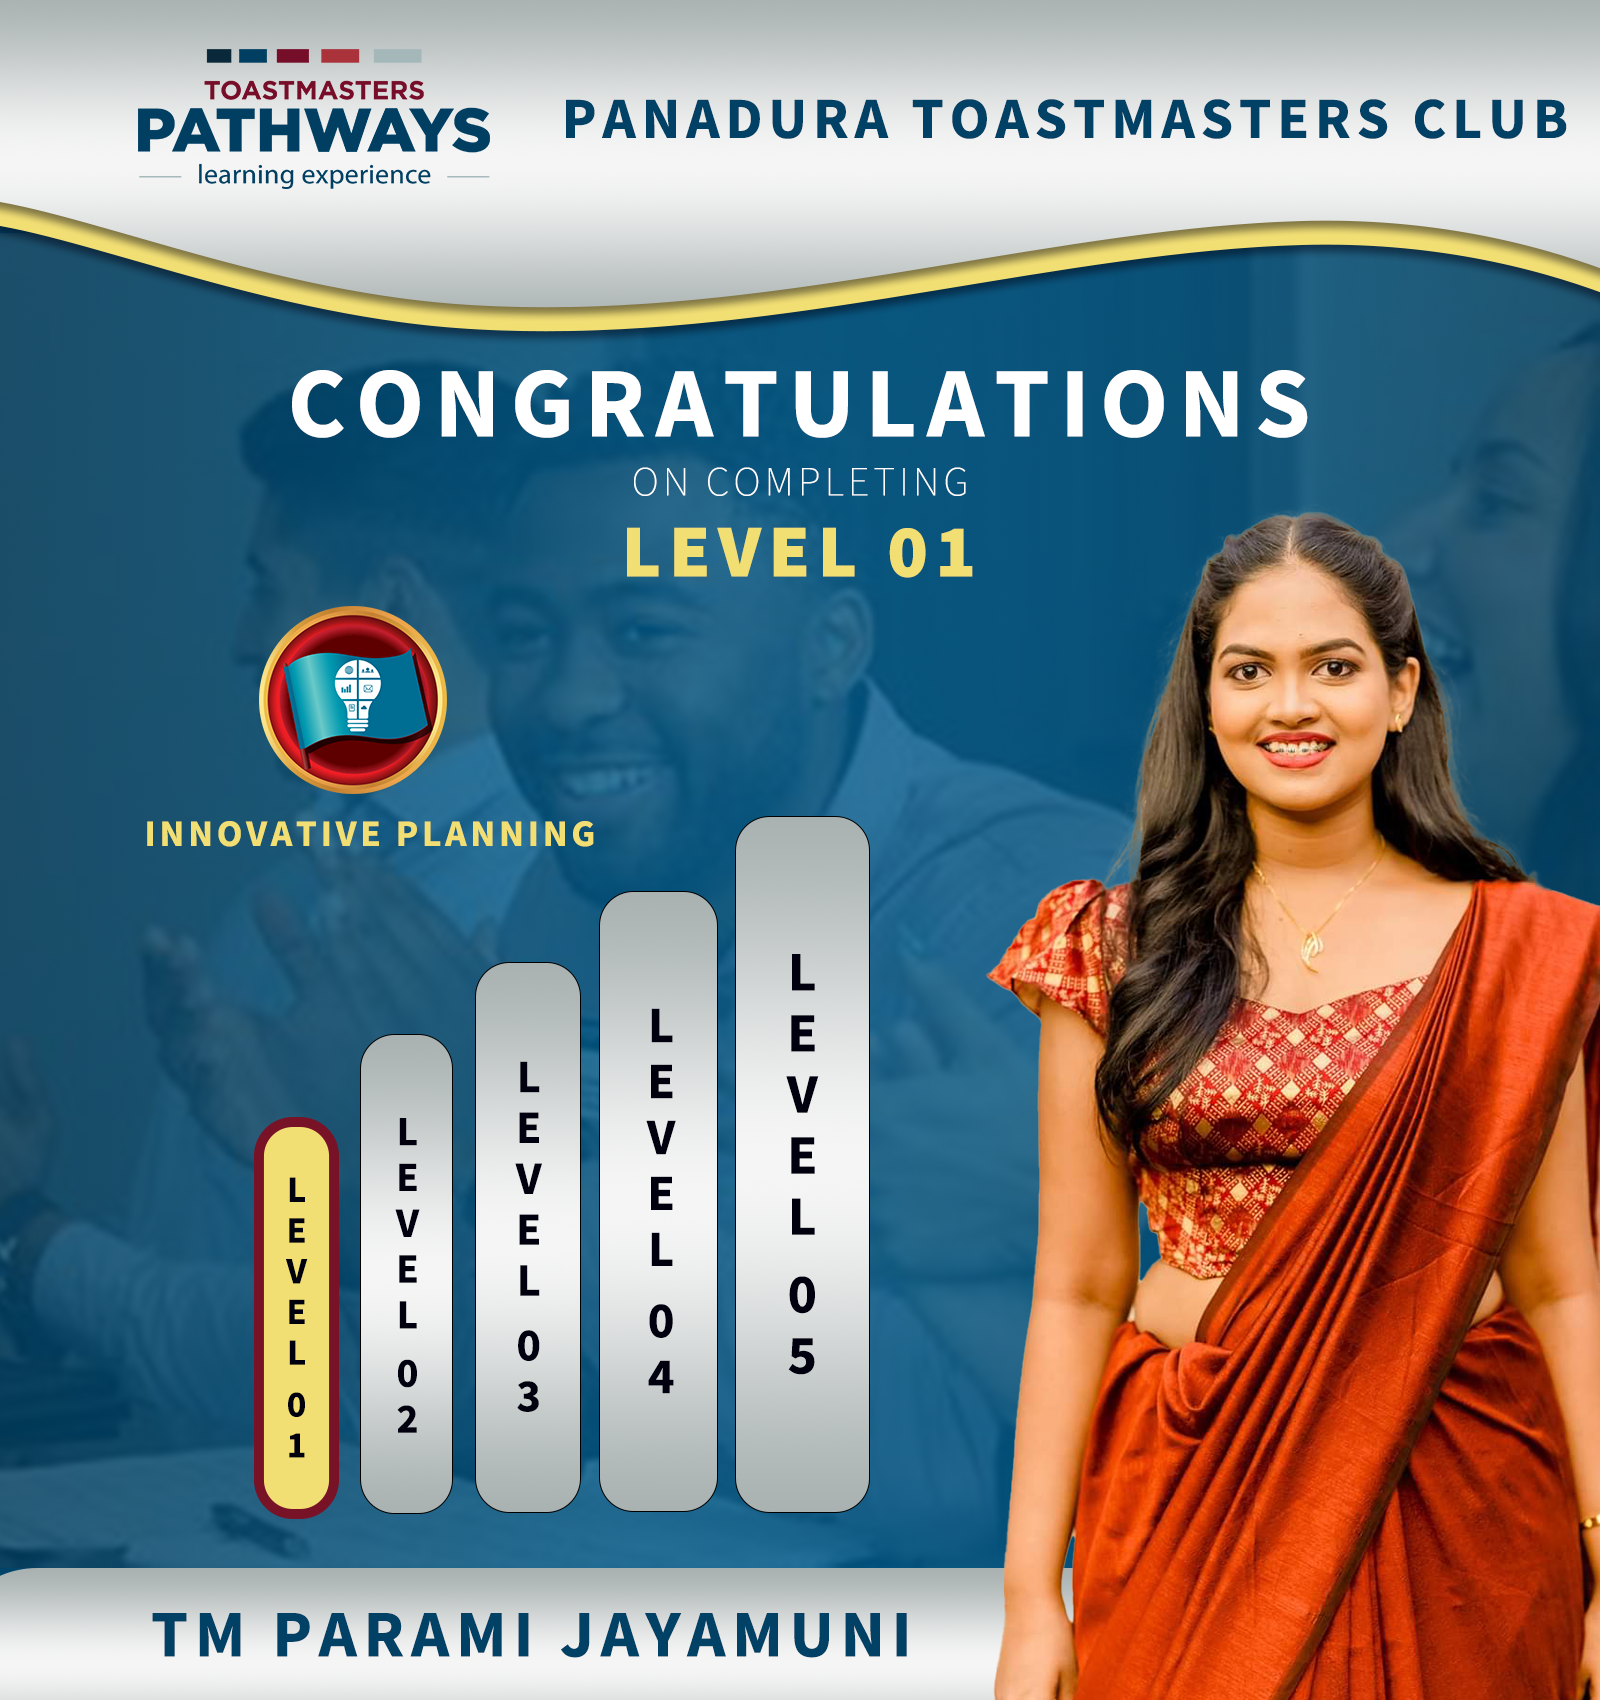 TOASTMASTERS
PATHWAYS
learning experience
PANADURA TOASTMASTERS CLUB
CONGRATULATIONS
ON COMPLETING
LEVEL 01
INNOVATIVE PLANNING
LEVEL 01
LEVEL 02
LEVEL 03
LEVEL 04
LEVEL 05
TM PARAMI JAYAMUNI